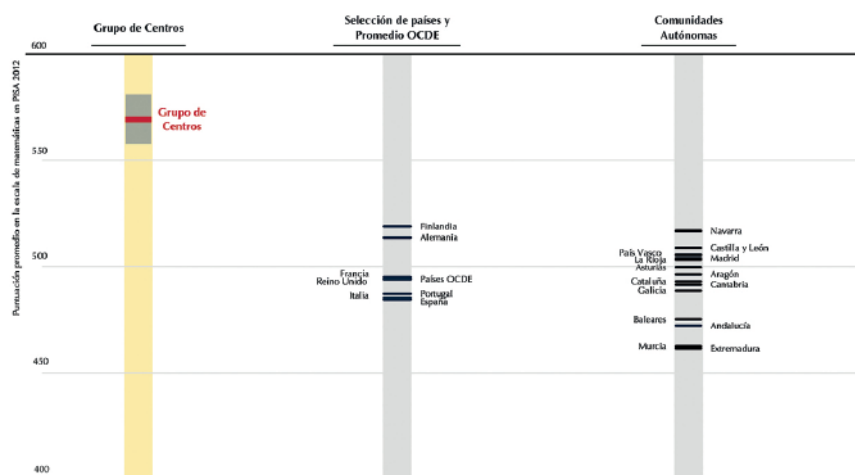 Grupo de Centros
Selección de países y
Promedio OCDE
Comunidades
Autónomas
Puntuación promedio en la escala de matemáticas en PISA 2012
600
550
500
450
400
Grupo de
Centros
Finlandia
Alemania
Francia
Reino Unido
Países OCDE
Italia
Portugal
España
Navarra
Castilla y León
País Vasco
Madrid
La Rioja
Asturias
Aragón
Cataluña
Cantabria
Galicia
Baleares
Andalucía
Murcia
Extremadura